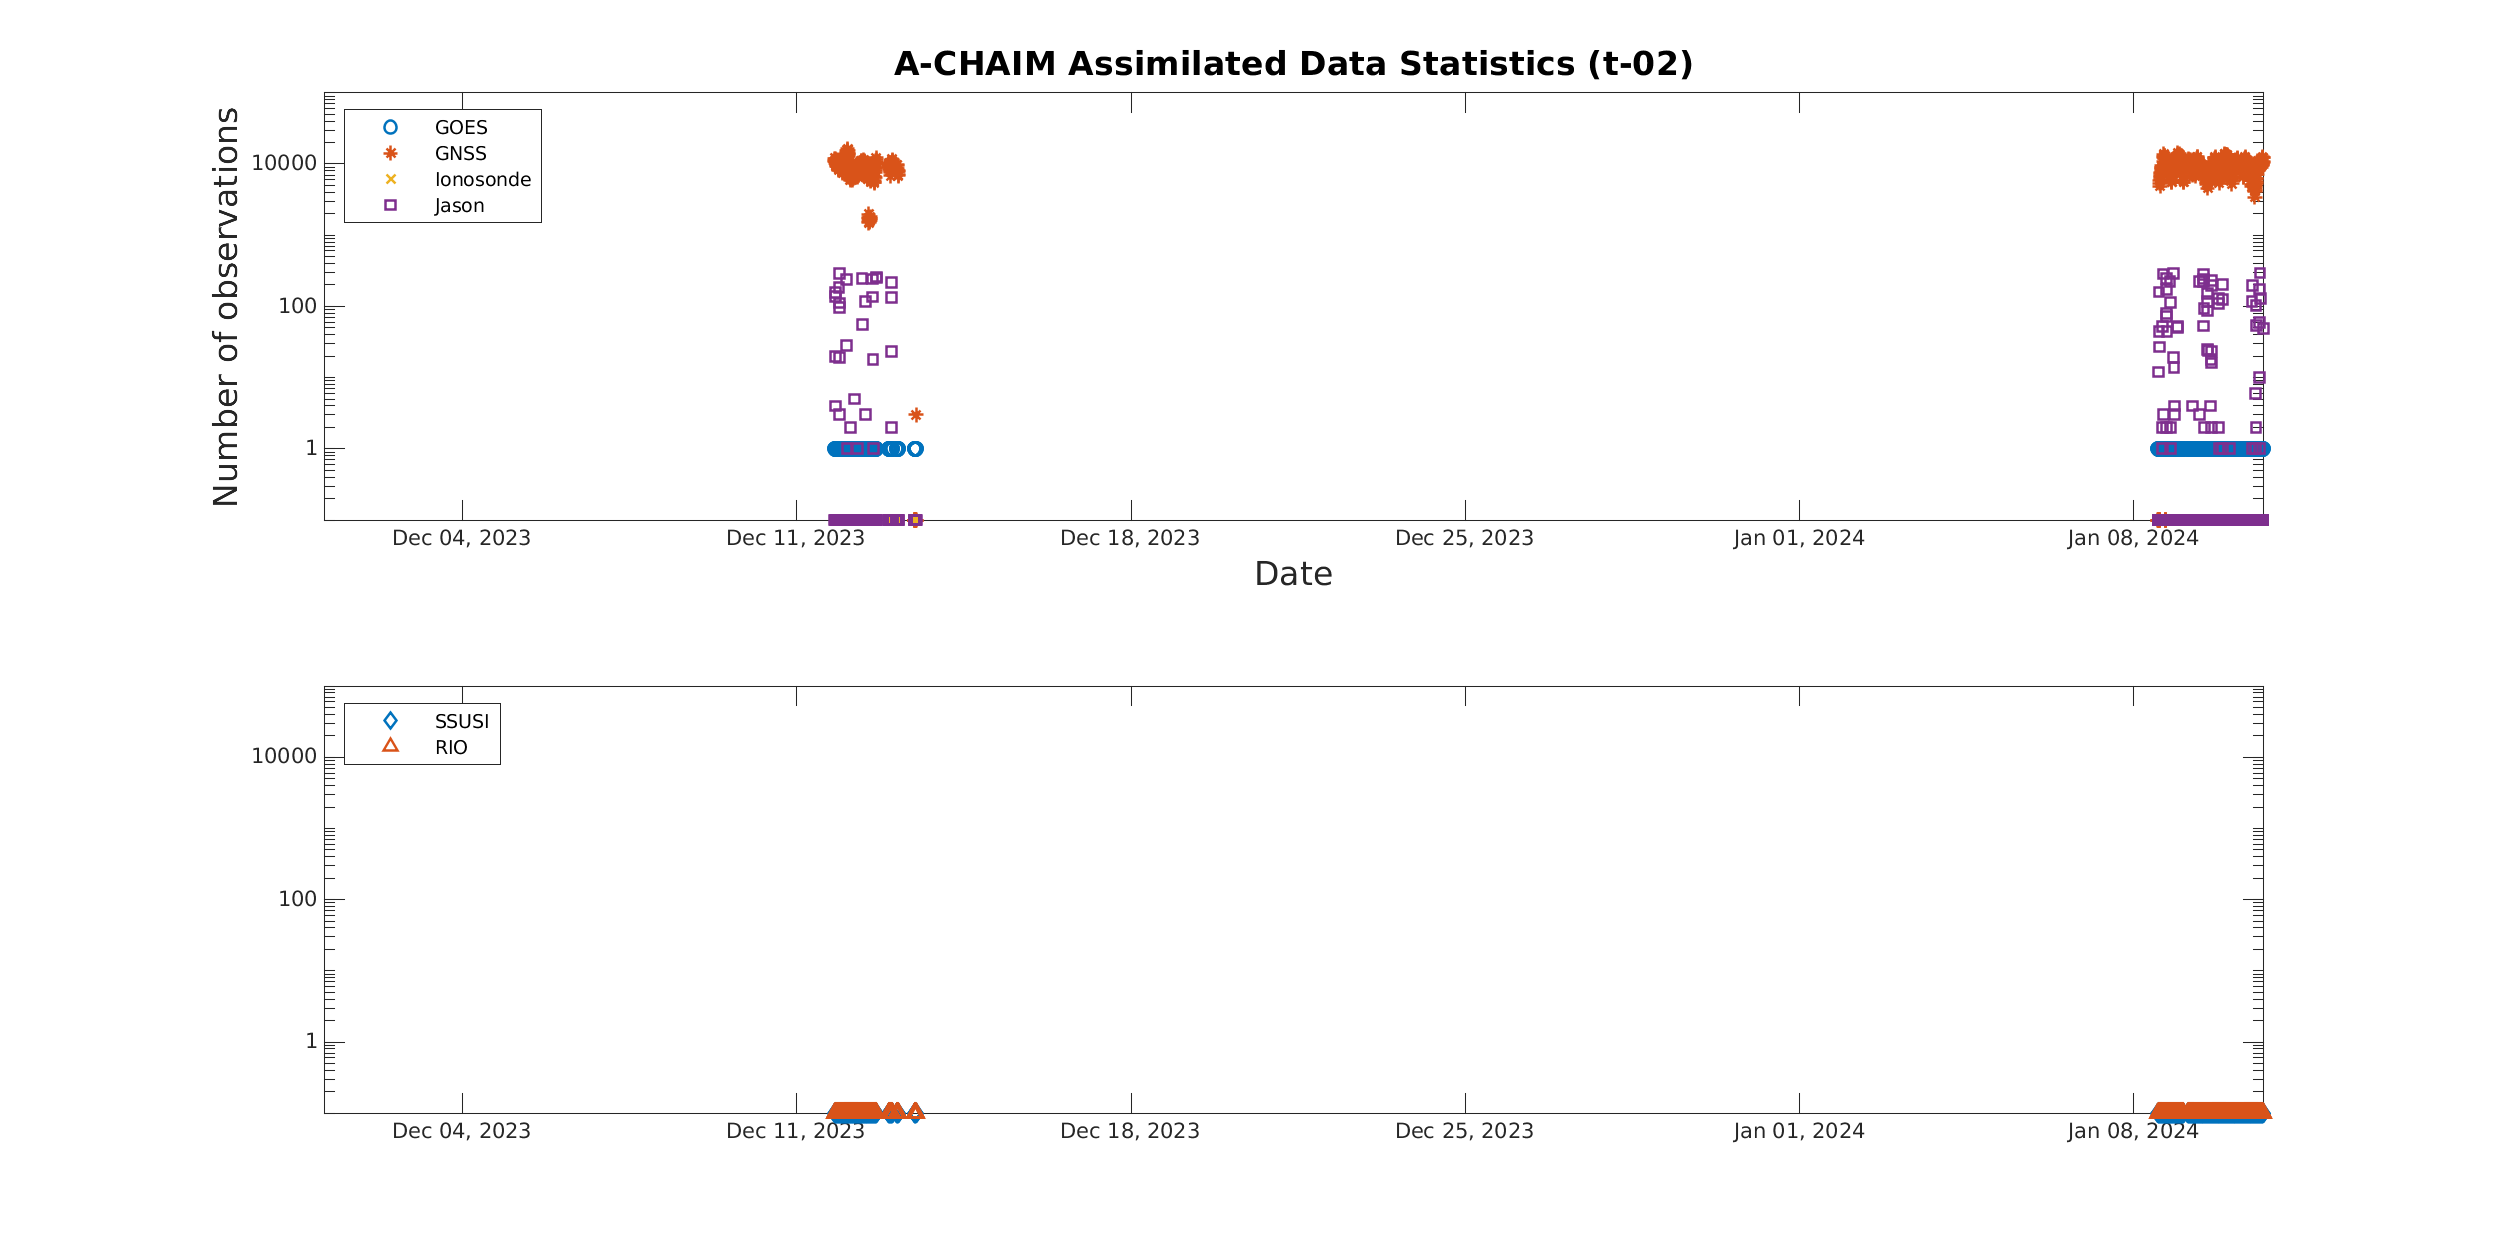 A-CHAIM Assimilated Data Statistics (t-02)
Number of observations
10000
100
1
GOES
GNSS
Ionosonde
Jason
Dec 04, 2023
Dec 11, 2023
Dec 18, 2023
Dec 25, 2023
Jan 01, 2024
Jan 08, 2024
Date
10000
100
1
SSUSI
RIO
Dec 04, 2023
Dec 11, 2023
Dec 18, 2023
Dec 25, 2023
Jan 01, 2024
Jan 08, 2024